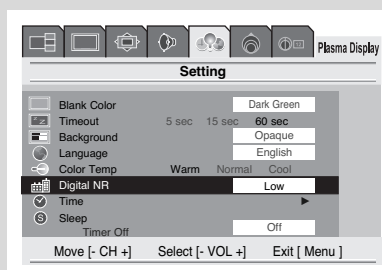 Plasma Display
Setting
Blank Color Dark Green
Timeout 5 sec 15 sec 60 sec
Background Opaque
Language English
Color Temp Warm Normal Cool
Digital NR Low
Time
S Sleep
Timer Off Off
Move [- CH +] Select [- VOL +] Exit [ Menu ]